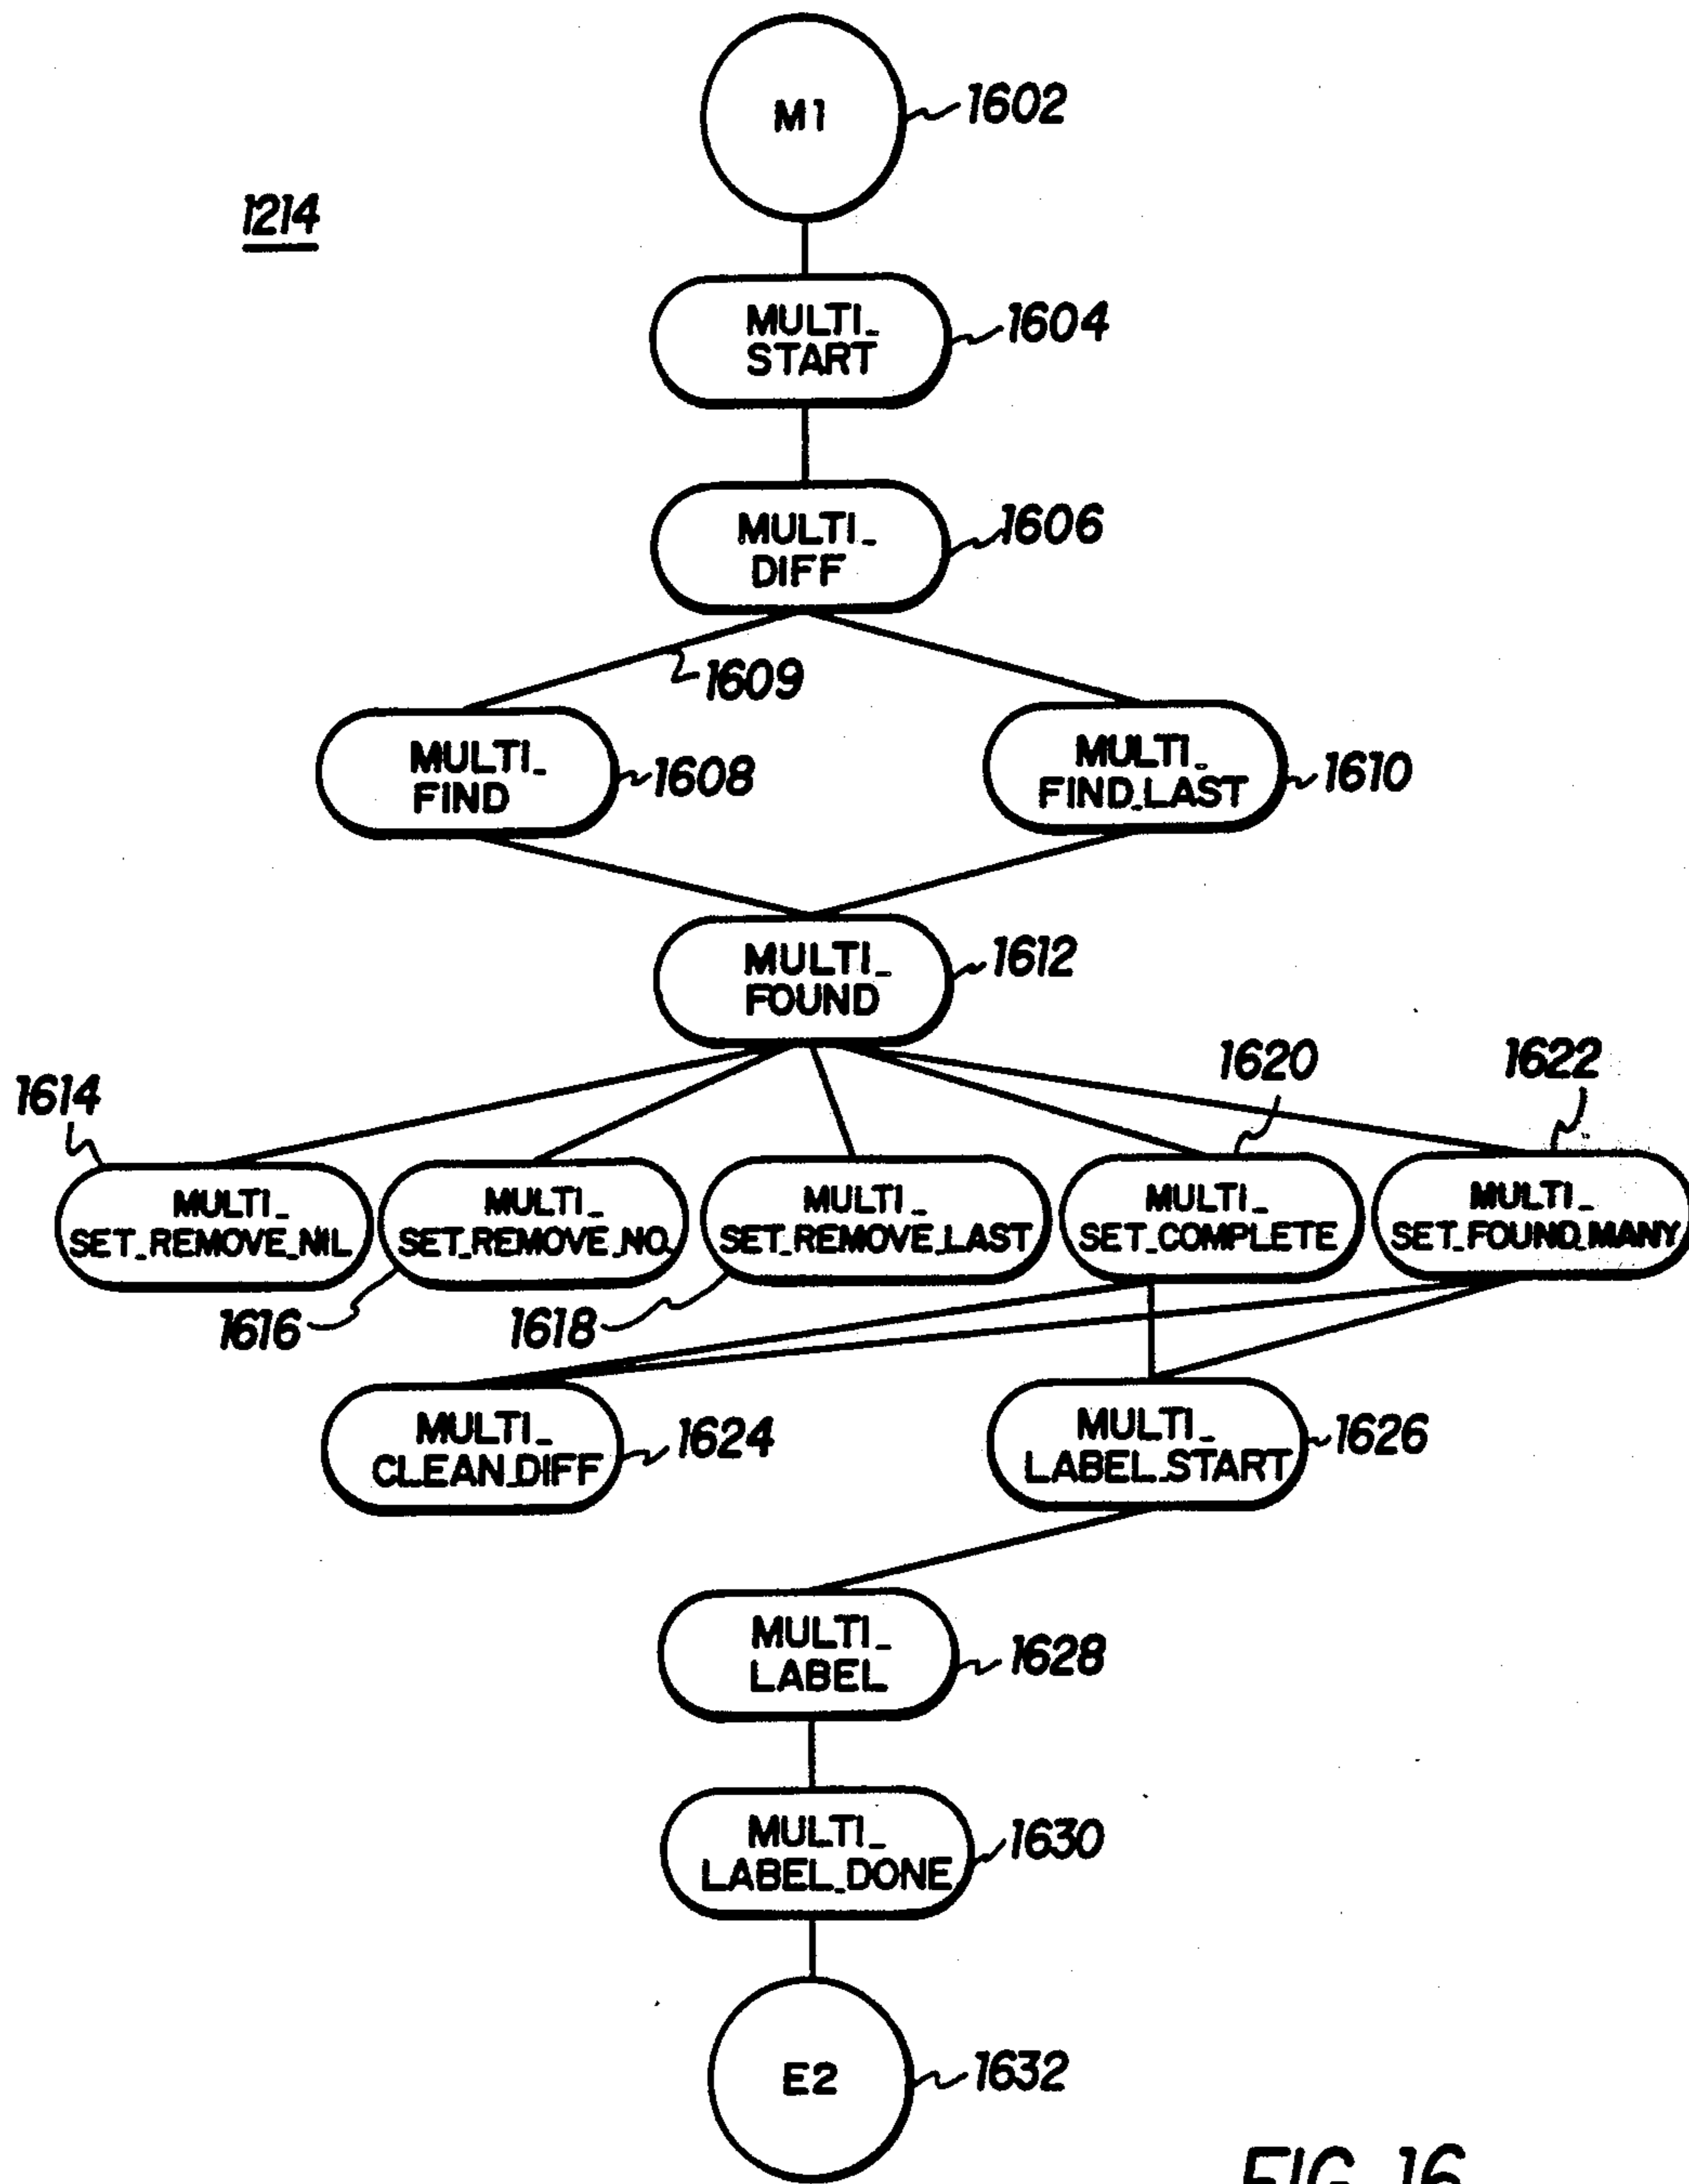 M1
1602
1214
MULTI_
START
1604
MULTI_
DIFF
1606
1609
MULTI_
FIND
1608
MULTI_
FIND_LAST
1610
MULTI_
FOUND
1612
1614
1620
1622
MULTI_
SET_REMOVE_NIL
MULTI_
SET_REMOVE_NO
MULTI_
SET_REMOVE_LAST
MULTI_
SET_COMPLETE
MULTI_
SET_FOUND_MANY
1616
1618
MULTI_
CLEAN_DIFF
1624
MULTI_
LABEL_START
1626
MULTI_
LABEL
1628
MULTI_
LABEL_DONE
1630
E2
1632
FIG. 16